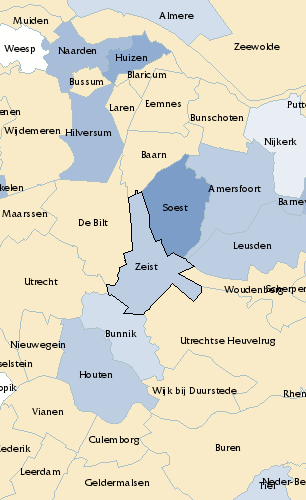 Almere
Muiden
Weesp
Naarden
Huizen
Zeewolde
Blaricum
Bussum
Laren
Eemnes
Putte
enen
Bunschoten
Wijdemeren
Hilversum
Nijkerk
Baarn
kelen
Amersfoort
Barnev
Maarssen
Soest
De Bilt
Leusden
Zeist
Utrecht
Woudenberg
Scherpen
Bunnik
Nieuwegein
Utrechtse Heuvelrug
selstein
Houten
opik
Wijk bij Duurstede
Rhen
Vianen
Culemborg
ederik
Buren
Leerdam
Geldermalsen
Neder-Be
Tiel